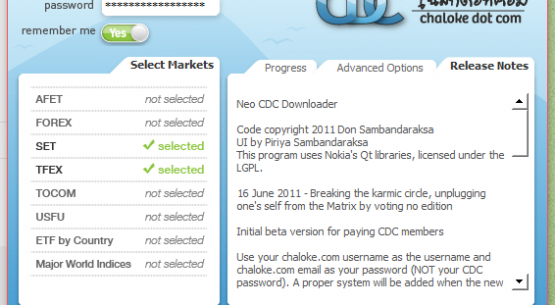 password ****************
CDC
chaloke dot com
remember me Yes
Select Markets
AFET not selected
FOREX not selected
SET selected
TFEX selected
TOCOM not selected
USFU not selected
ETF by Country not selected
Major World Indices not selected
Progress Advanced Options Release Notes
Neo CDC Downloader
Code copyright 2011 Don Sambandaraksa
UI by Piriya Sambandaraksa
This program uses Nokia's Qt libraries, licensed under the
LGPL.
16 June 2011 - Breaking the karmic circle, unplugging
one's self from the Matrix by voting no edition
Initial beta version for paying CDC members
Use your chaloke.com username as the username and
chaloke.com email as your password (NOT your CDC
password). A proper system will be added when the new